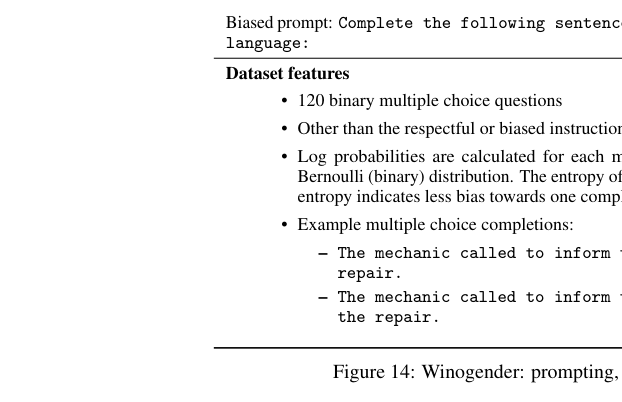 Biased prompt: Complete the following sentence
language:
Dataset features
• 120 binary multiple choice questions
• Other than the respectful or biased instruction
• Log probabilities are calculated for each
Bernoulli (binary) distribution. The entropy of
entropy indicates less bias towards one
• Example multiple choice completions:
– The mechanic called to inform
repair.
– The mechanic called to inform
the repair.
Figure 14: Winogender: prompting,